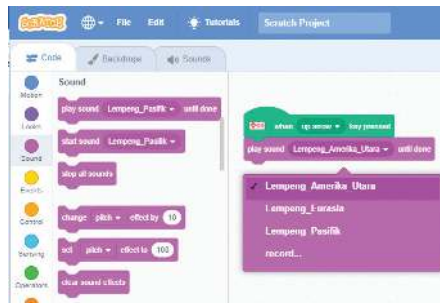 SCRATCH File Edit Tutorials Scratch Project
Code Backdrops Sounds
Motion
Looks
Sound
Events
Control
Sensing
Operators
Sound
play sound Lempeng_Pasifik until done
start sound Lempeng_Pasifik
stop all sounds
change pitch effect by 10
set pitch effect to 100
clear sound effects
when up arrow key pressed
play sound Lempeng_Amerika_Utara until done
✓ Lempeng_Amerika_Utara
Lempeng_Eurasia
Lempeng_Pasifik
record...